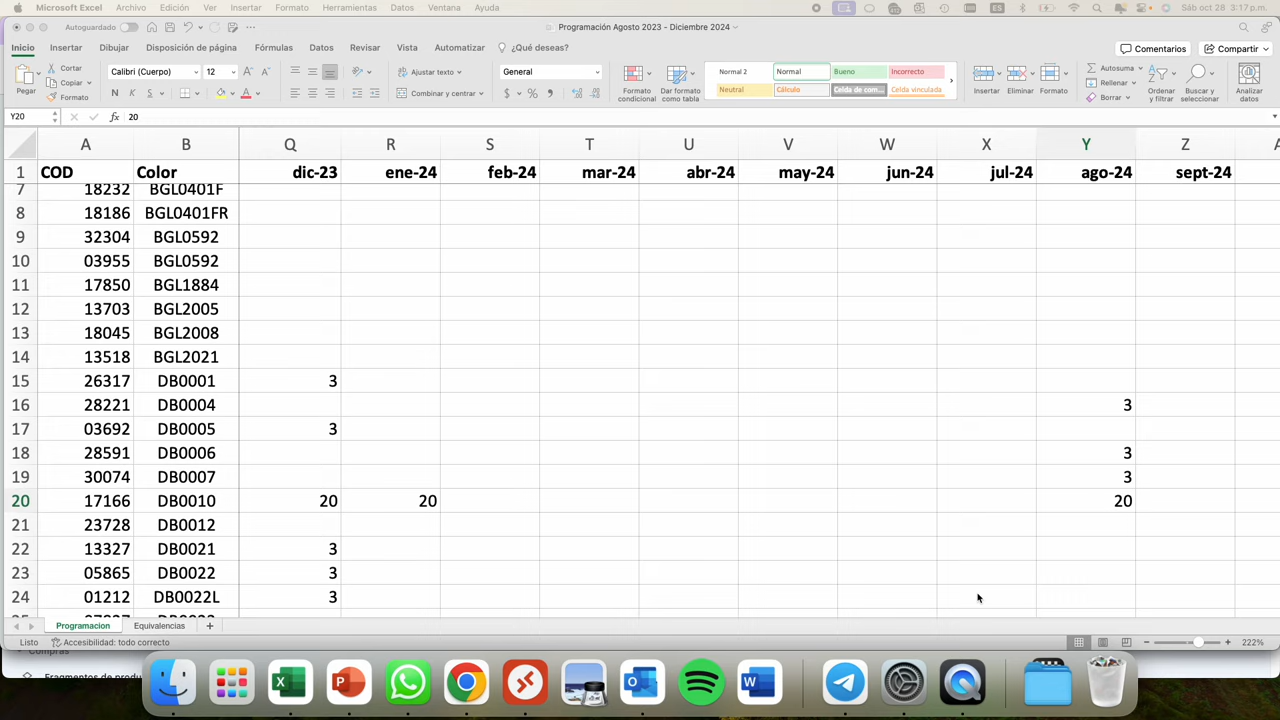 Excel Archivo Edición Ver Insertar Formato Herramientas Datos Ventana Ayuda ES Sáb oct 28 3:17 p.m.
Autoguardado Programación Agosto 2023 - Diciembre 2024
Inicio Insertar Dibujar Disposición de página Fórmulas Datos Revisar Vista Automatizar ¿Qué deseas? Comentarios Compartir
Pegar Cortar Copiar Formato Calibri (Cuerpo) 12 Ajustar texto General Formato condicional Dar formato como tabla Normal 2 Normal Bueno Incorrecto Insertar Eliminar Formato Autosuma Rellenar Borrar Ordenar y filtrar Buscar y seleccionar Analizar datos
N K S Combinar y centrar $ % Neutral Cálculo Celda de com... Celda vinculada
Y20 fx 20
A B Q R S T U V W X Y Z
1 COD Color dic-23 ene-24 feb-24 mar-24 abr-24 may-24 jun-24 jul-24 ago-24 sept-24
7 18232 BGL0401F
8 18186 BGL0401FR
9 32304 BGL0592
10 03955 BGL0592
11 17850 BGL1884
12 13703 BGL2005
13 18045 BGL2008
14 13518 BGL2021
15 26317 DB0001 3
16 28221 DB0004 3
17 03692 DB0005 3
18 28591 DB0006 3
19 30074 DB0007 3
20 17166 DB0010 20 20 20
21 23728 DB0012
22 13327 DB0021 3
23 05865 DB0022 3
24 01212 DB0022L 3
Programacion Equivalencias +
Listo Accesibilidad: todo correcto 222%
Compras
Fragmentos de produ